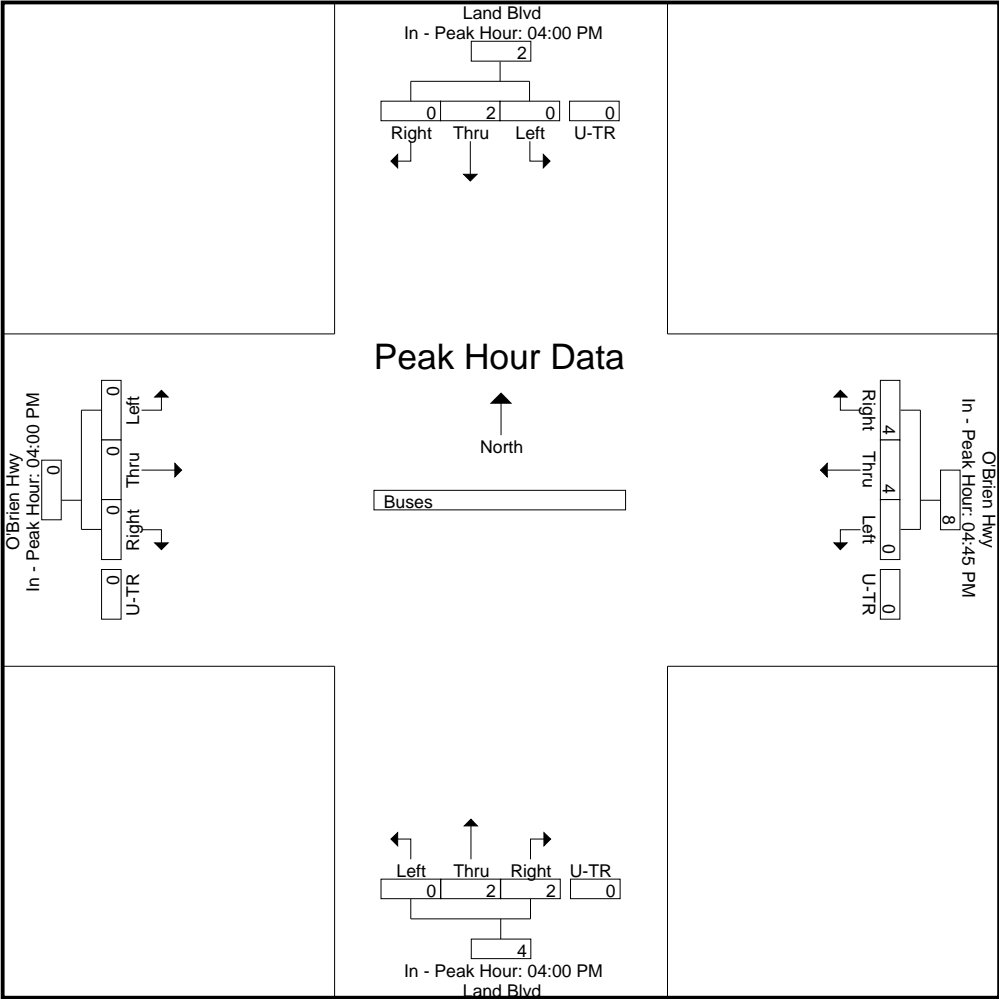 Land Blvd
In - Peak Hour: 04:00 PM
2
0 2 0 0
Right Thru Left U-TR
Peak Hour Data
North
Buses
O'Brien Hwy
In - Peak Hour: 04:00 PM
0
0 0 0 0
Left Thru Right U-TR
O'Brien Hwy
In - Peak Hour: 04:45 PM
8
4 4 0 0
Right Thru Left U-TR
Left Thru Right U-TR
0 2 2 0
4
In - Peak Hour: 04:00 PM
Land Blvd